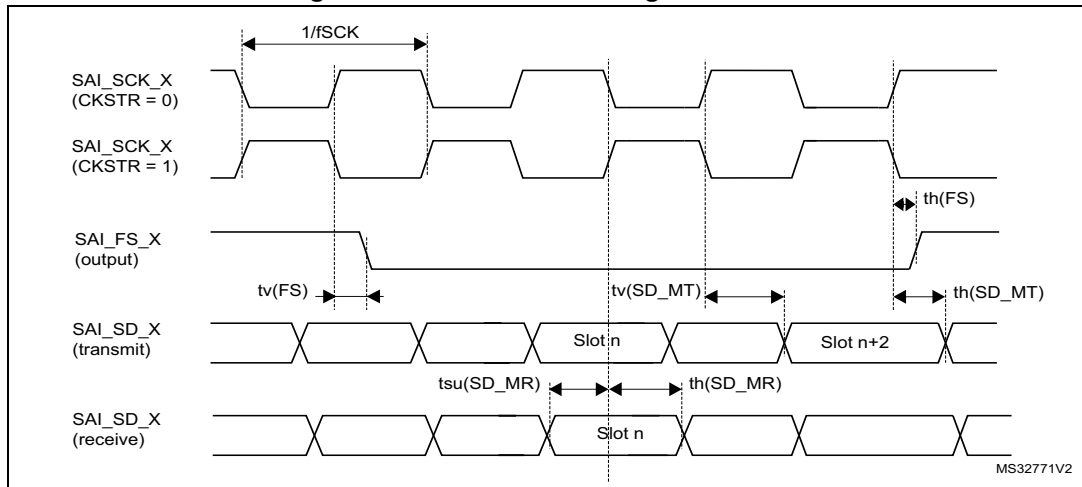 1/fSCK
SAI_SCK_X
(CKSTR = 0)
SAI_SCK_X
(CKSTR = 1)
th(FS)
SAI_FS_X
(output)
tv(FS)
tv(SD_MT)
th(SD_MT)
SAI_SD_X
(transmit)
Slot n
Slot n+2
tsu(SD_MR)
th(SD_MR)
SAI_SD_X
(receive)
Slot n
MS32771V2